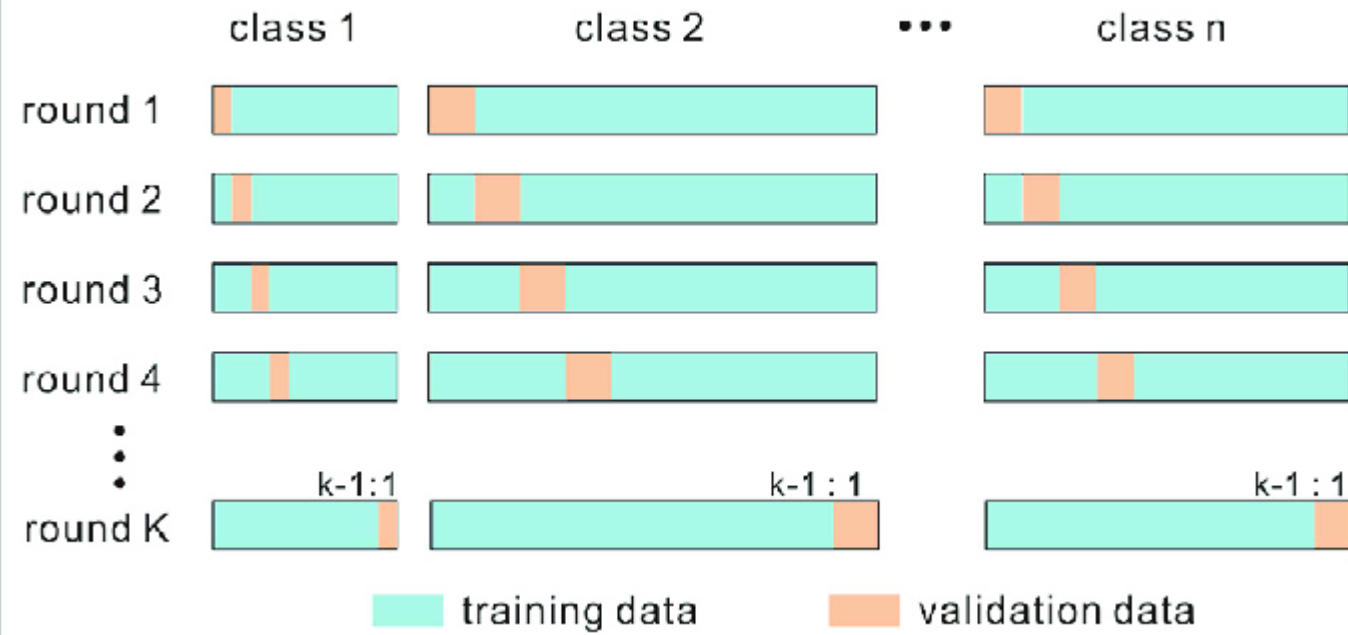 class 1 class 2 ••• class n
round 1
round 2
round 3
round 4
k-1:1 k-1 : 1 k-1 : 1
round K
training data validation data